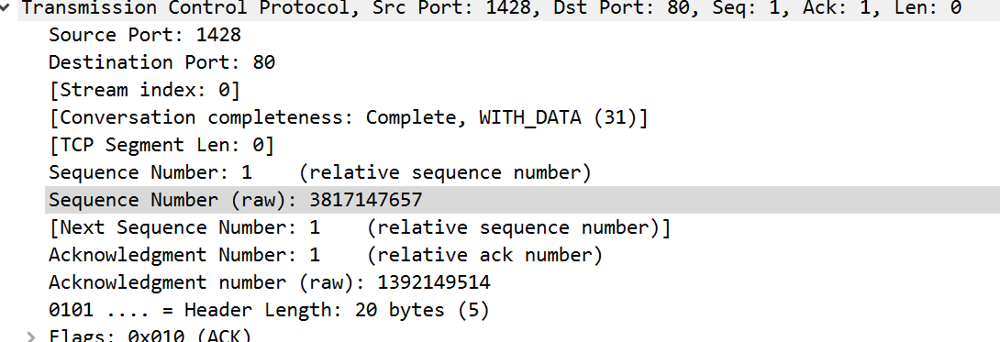 Transmission Control Protocol, Src Port: 1428, Dst Port: 80, Seq: 1, Ack: 1, Len: 0
Source Port: 1428
Destination Port: 80
[Stream index: 0]
[Conversation completeness: Complete, WITH_DATA (31)]
[TCP Segment Len: 0]
Sequence Number: 1    (relative sequence number)
Sequence Number (raw): 3817147657
[Next Sequence Number: 1    (relative sequence number)]
Acknowledgment Number: 1    (relative ack number)
Acknowledgment number (raw): 1392149514
0101 .... = Header Length: 20 bytes (5)
Flags: 0x010 (ACK)